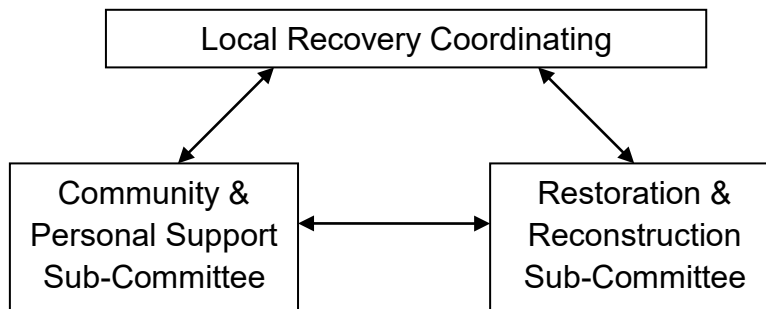 Local Recovery Coordinating
Community &
Personal Support
Sub-Committee
Restoration &
Reconstruction
Sub-Committee